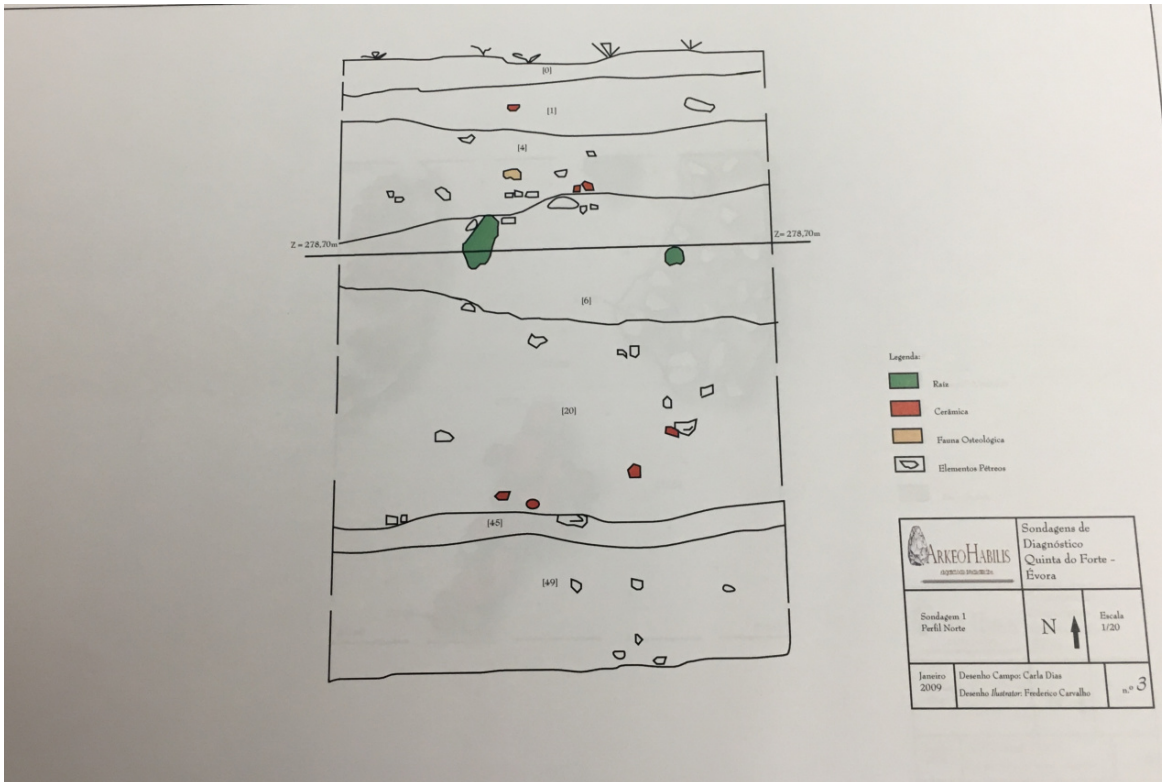 [0]
[1]
[4]
Z = 278,70m
Z= 278,70m
[6]
[20]
[45]
[49]
Legenda:
Raís
Cerâmica
Fauna Osteológica
Elementos Pétreos
ARKEOHABILIS
Sondagens de
Diagnóstico
Quinta do Forte -
Évora
Sondagem 1
Perfil Norte
N
Escala
1/20
Janeiro
2009
Desenho Campo: Carla Dias
Desenho Ilustrator: Frederico Carvalho
n.º 3